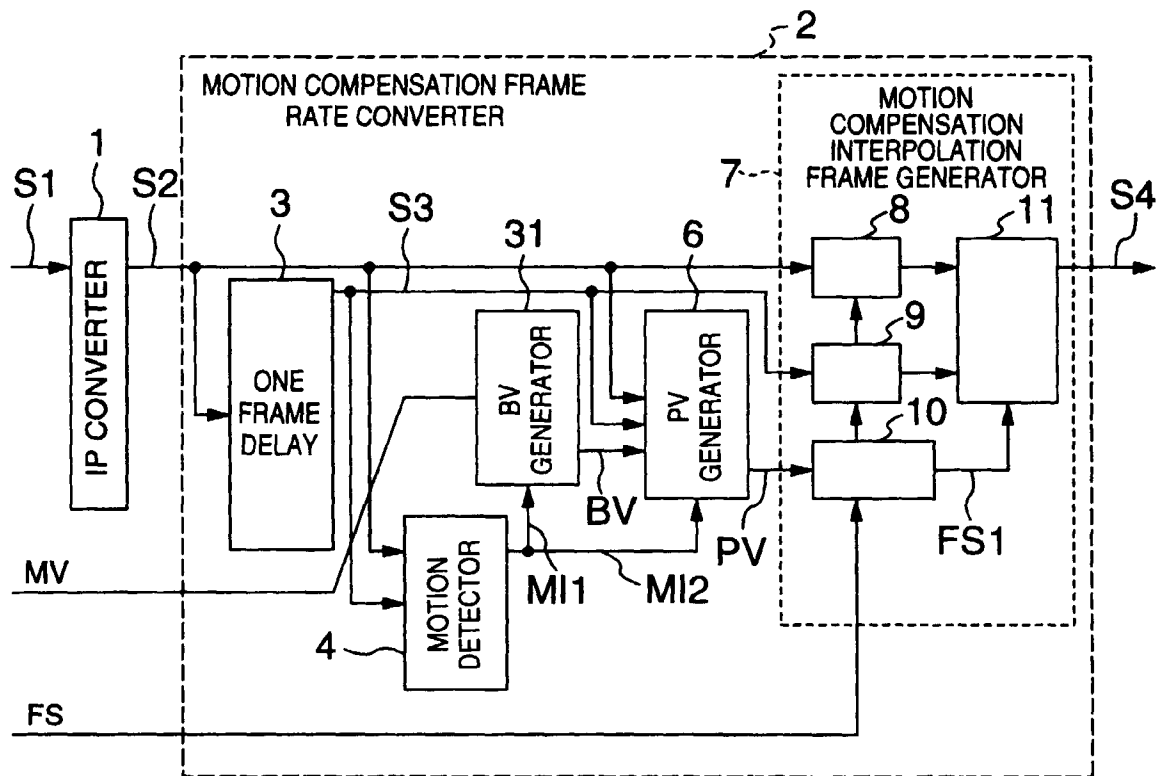 2
MOTION COMPENSATION FRAME
RATE CONVERTER
MOTION
COMPENSATION
INTERPOLATION
FRAME GENERATOR
7
1
S1
S2
3
S3
31
6
8
11
S4
IP CONVERTER
ONE
FRAME
DELAY
BV
GENERATOR
PV
GENERATOR
9
10
BV
PV
FS1
MV
MOTION
DETECTOR
MI1
MI2
4
FS